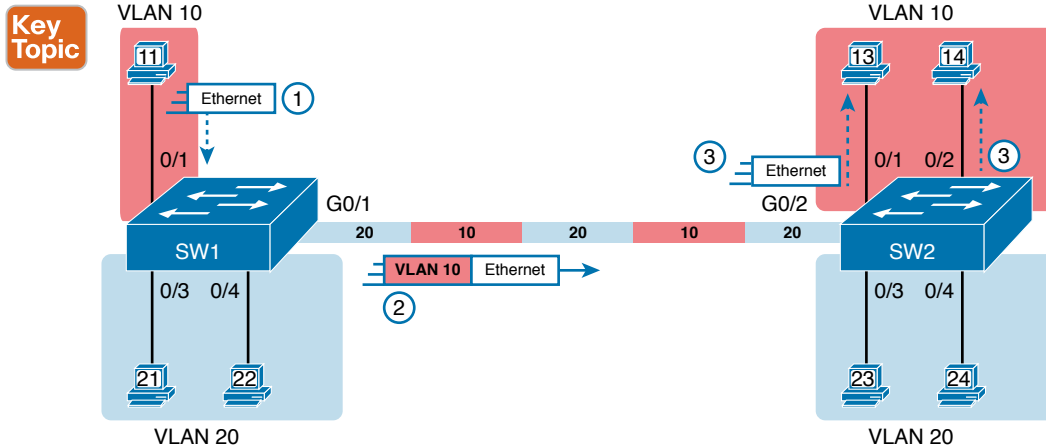 Key
Topic
VLAN 10
11
Ethernet
1
0/1
G0/1
SW1
0/3
0/4
21
22
VLAN 20
20
10
20
10
20
VLAN 10
Ethernet
2
VLAN 10
13
14
3
Ethernet
3
0/1
0/2
G0/2
SW2
0/3
0/4
23
24
VLAN 20